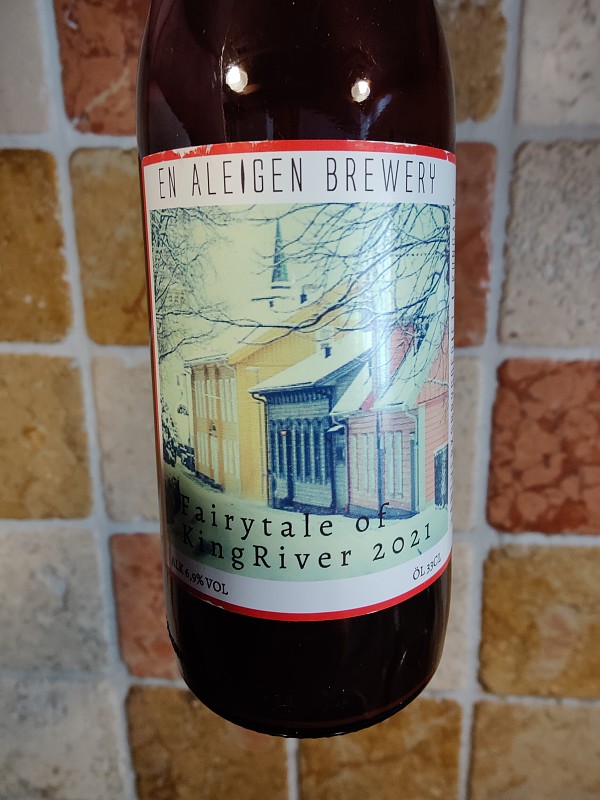 EN ALEIGEN BREWERY
Fairytale of
KingRiver 2021
ALK 6,9% VOL
ÖL 33CL